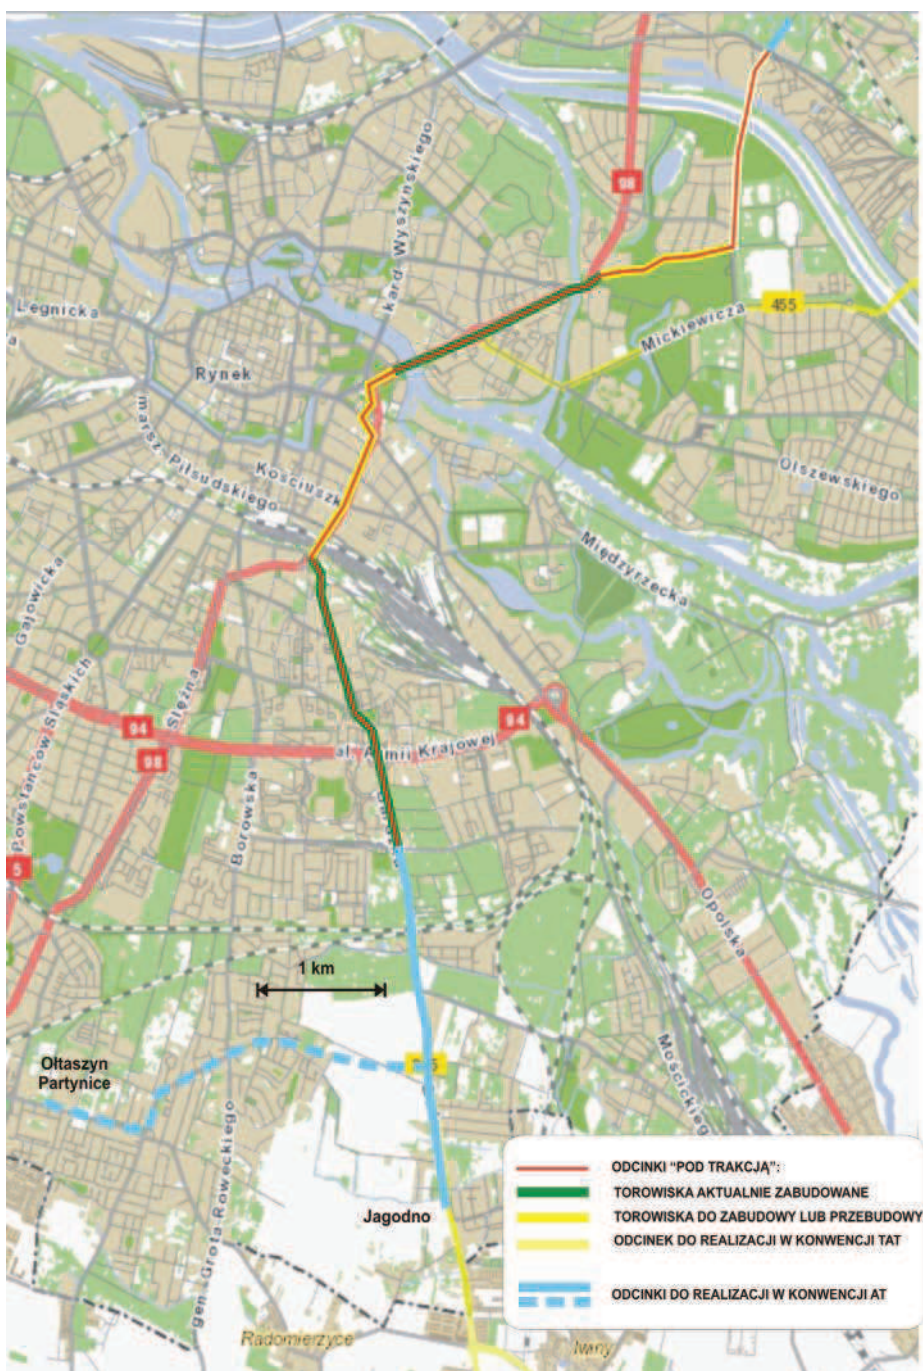 98
kard Wyszyńskiego
Legnicka
Mickiewicza
455
Rynek
marsz. Piłsudskiego
Kościuszk
Olszewskiego
Międzyrzecka
Gajowicka
Powstańców Śląskich
Ślężna
94
94
98
al. Armii Krajowej
Borowska
5
Opolska
1 km
Ołtaszyn
Partynice
Mościckieg
gen. Grota Roweckiego
Jagodno
ODCINKI “POD TRAKCJĄ”:
TOROWISKA AKTUALNIE ZABUDOWANE
TOROWISKA DO ZABUDOWY LUB PRZEBUDOWY
ODCINEK DO REALIZACJI W KONWENCJI TAT
ODCINKI DO REALIZACJI W KONWENCJI AT
Radomierzyce
Iwiny